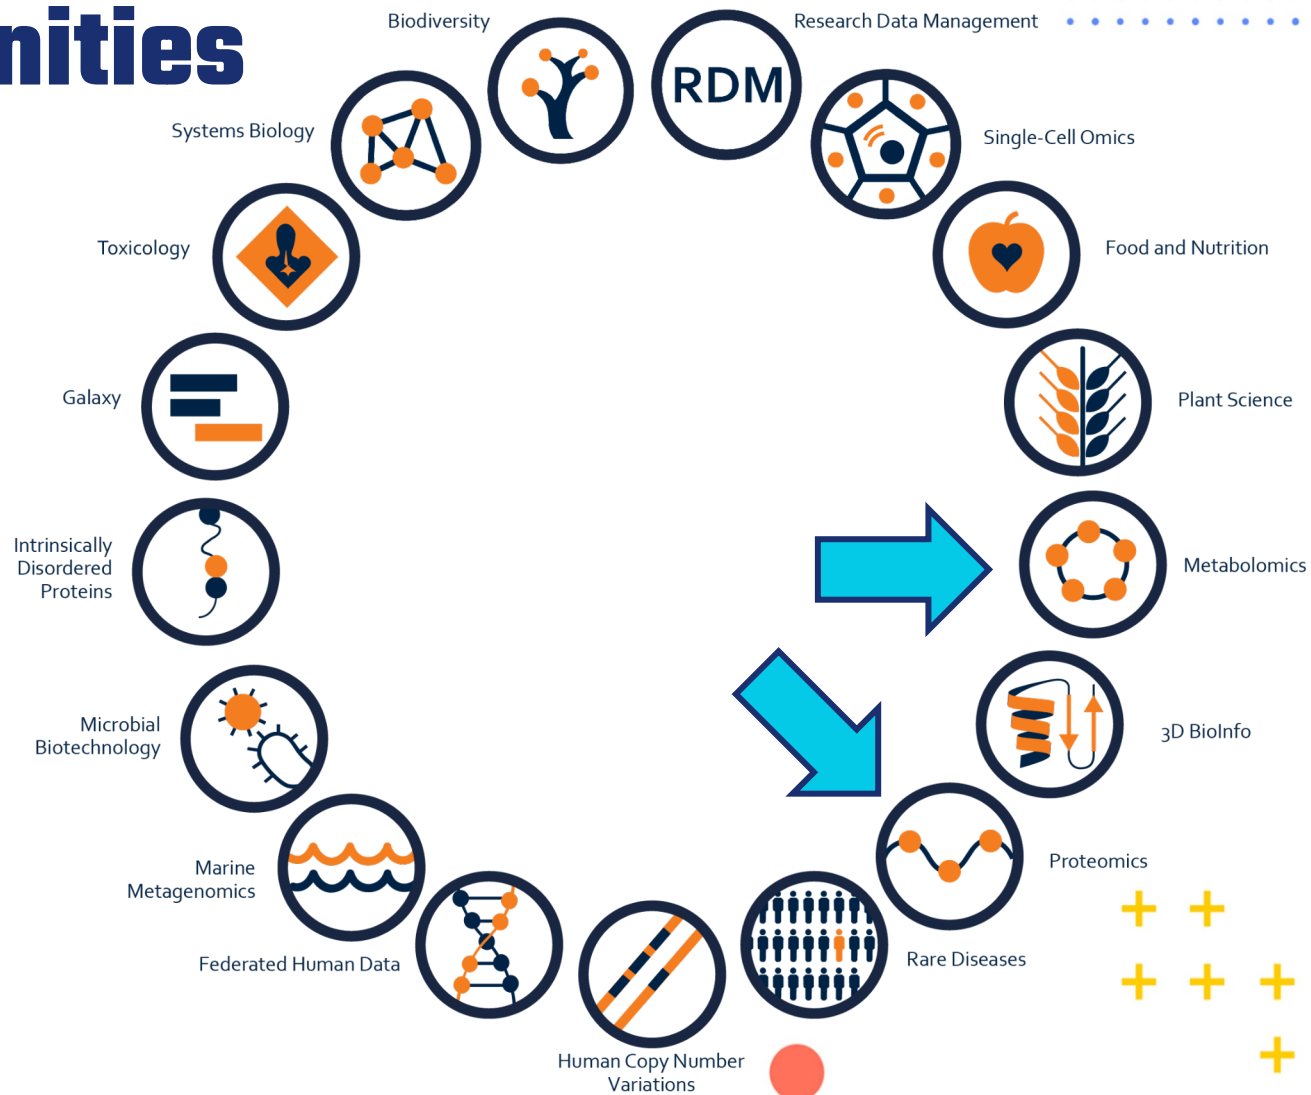 nities
Biodiversity
Research Data Management
RDM
Systems Biology
Single-Cell Omics
Toxicology
Food and Nutrition
Galaxy
Plant Science
Intrinsically
Disordered
Proteins
Metabolomics
Microbial
Biotechnology
3D BioInfo
Marine
Metagenomics
Proteomics
Federated Human Data
Rare Diseases
Human Copy Number
Variations